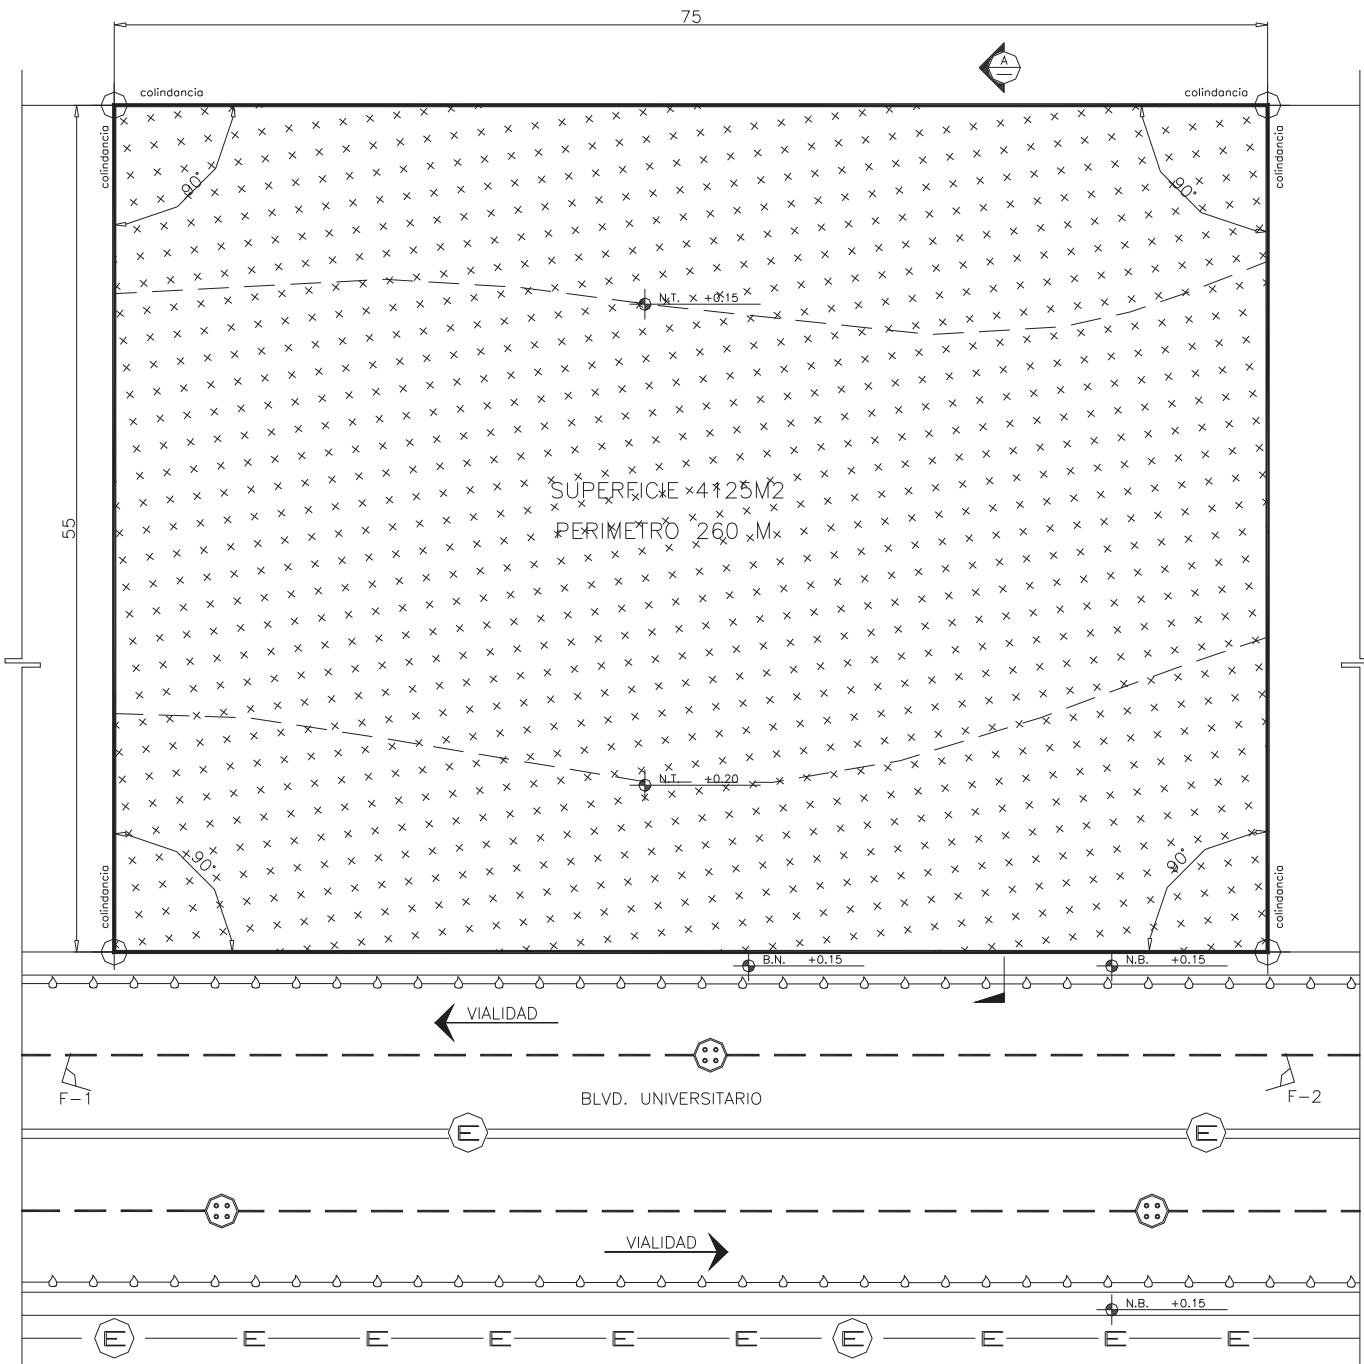 75
A
colindancia
colindancia
colindancia
colindancia
90°
90°
N.T. +0.15
SUPERFICIE 4125M2
PERIMETRO 260 M.
55
N.T. +0.20
90°
90°
colindancia
colindancia
B.N. +0.15
N.B. +0.15
VIALIDAD
F-1
BLVD. UNIVERSITARIO
F-2
E
E
VIALIDAD
N.B. +0.15
E E E E E E E E E E